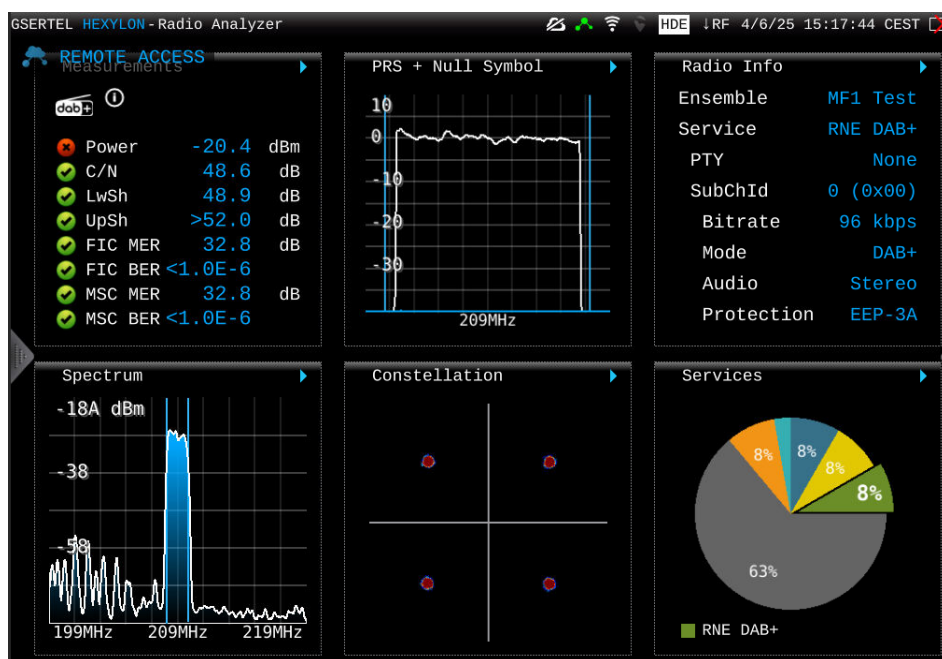 GSERTEL HEXYLON-Radio Analyzer HDE ↓RF 4/6/25 15:17:44 CEST
REMOTE ACCESS
Measurements
dab+
Power -20.4 dBm
C/N 48.6 dB
LwSh 48.9 dB
UpSh >52.0 dB
FIC MER 32.8 dB
FIC BER <1.0E-6
MSC MER 32.8 dB
MSC BER <1.0E-6
PRS + Null Symbol
10
0
-10
-20
-30
209MHz
Radio Info
Ensemble MF1 Test
Service RNE DAB+
PTY None
SubChId 0 (0x00)
Bitrate 96 kbps
Mode DAB+
Audio Stereo
Protection EEP-3A
Spectrum
-18A dBm
-38
-58
199MHz 209MHz 219MHz
Constellation
Services
8% 8% 8% 8%
63%
RNE DAB+